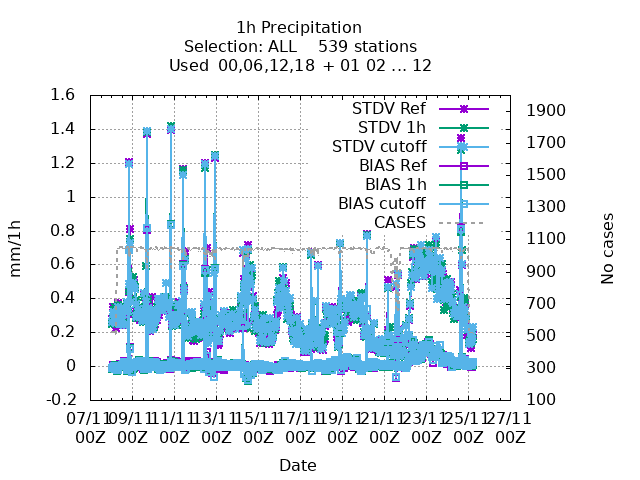 1h Precipitation
Selection: ALL 539 stations
Used 00,06,12,18 + 01 02 ... 12
STDV Ref
STDV 1h
STDV cutoff
BIAS Ref
BIAS 1h
BIAS cutoff
CASES
mm/1h
1.6
1.4
1.2
1
0.8
0.6
0.4
0.2
0
-0.2
No cases
1900
1700
1500
1300
1100
900
700
500
300
100
07/11 09/11 11/11 13/11 15/11 17/11 19/11 21/11 23/11 25/11 27/11
00Z 00Z 00Z 00Z 00Z 00Z 00Z 00Z 00Z 00Z 00Z
Date